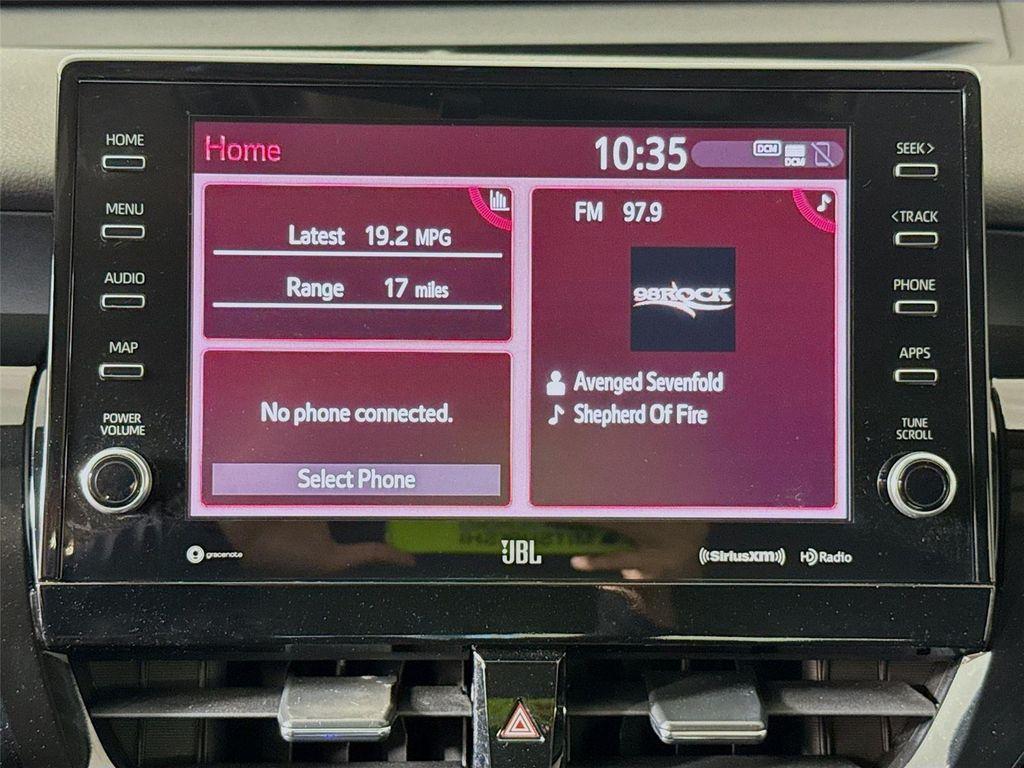 HOME
MENU
AUDIO
MAP
POWER
VOLUME
Home
10:35
DCM
DCM
Latest 19.2 MPG
Range 17 miles
No phone connected.
Select Phone
FM 97.9
98ROCK
Avenged Sevenfold
Shepherd Of Fire
SEEK>
<TRACK
PHONE
APPS
TUNE
SCROLL
gracenote
JBL
((SiriusXM))
HD Radio